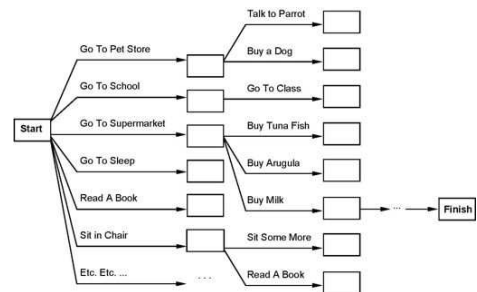 Talk to Parrot
Go To Pet Store
Buy a Dog
Go To School
Go To Class
Start
Go To Supermarket
Buy Tuna Fish
Go To Sleep
Buy Arugula
Read A Book
Buy Milk
...
Finish
Sit in Chair
Sit Some More
Etc. Etc. ...
...
Read A Book